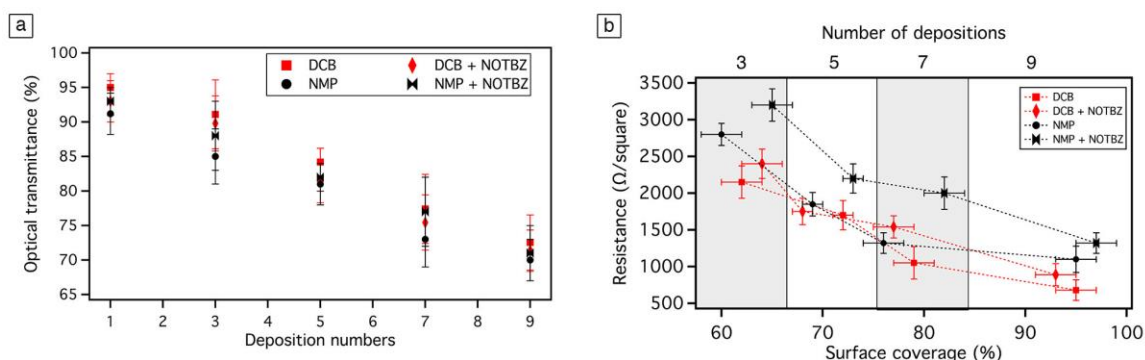 a
Optical transmittance (%)
100
95
90
85
80
75
70
65
DCB
NMP
DCB + NOTBZ
NMP + NOTBZ
1 2 3 4 5 6 7 8 9
Deposition numbers
b
Number of depositions
3 5 7 9
Resistance (Ω/square)
3500
3000
2500
2000
1500
1000
500
DCB
DCB + NOTBZ
NMP
NMP + NOTBZ
60 70 80 90 100
Surface coverage (%)